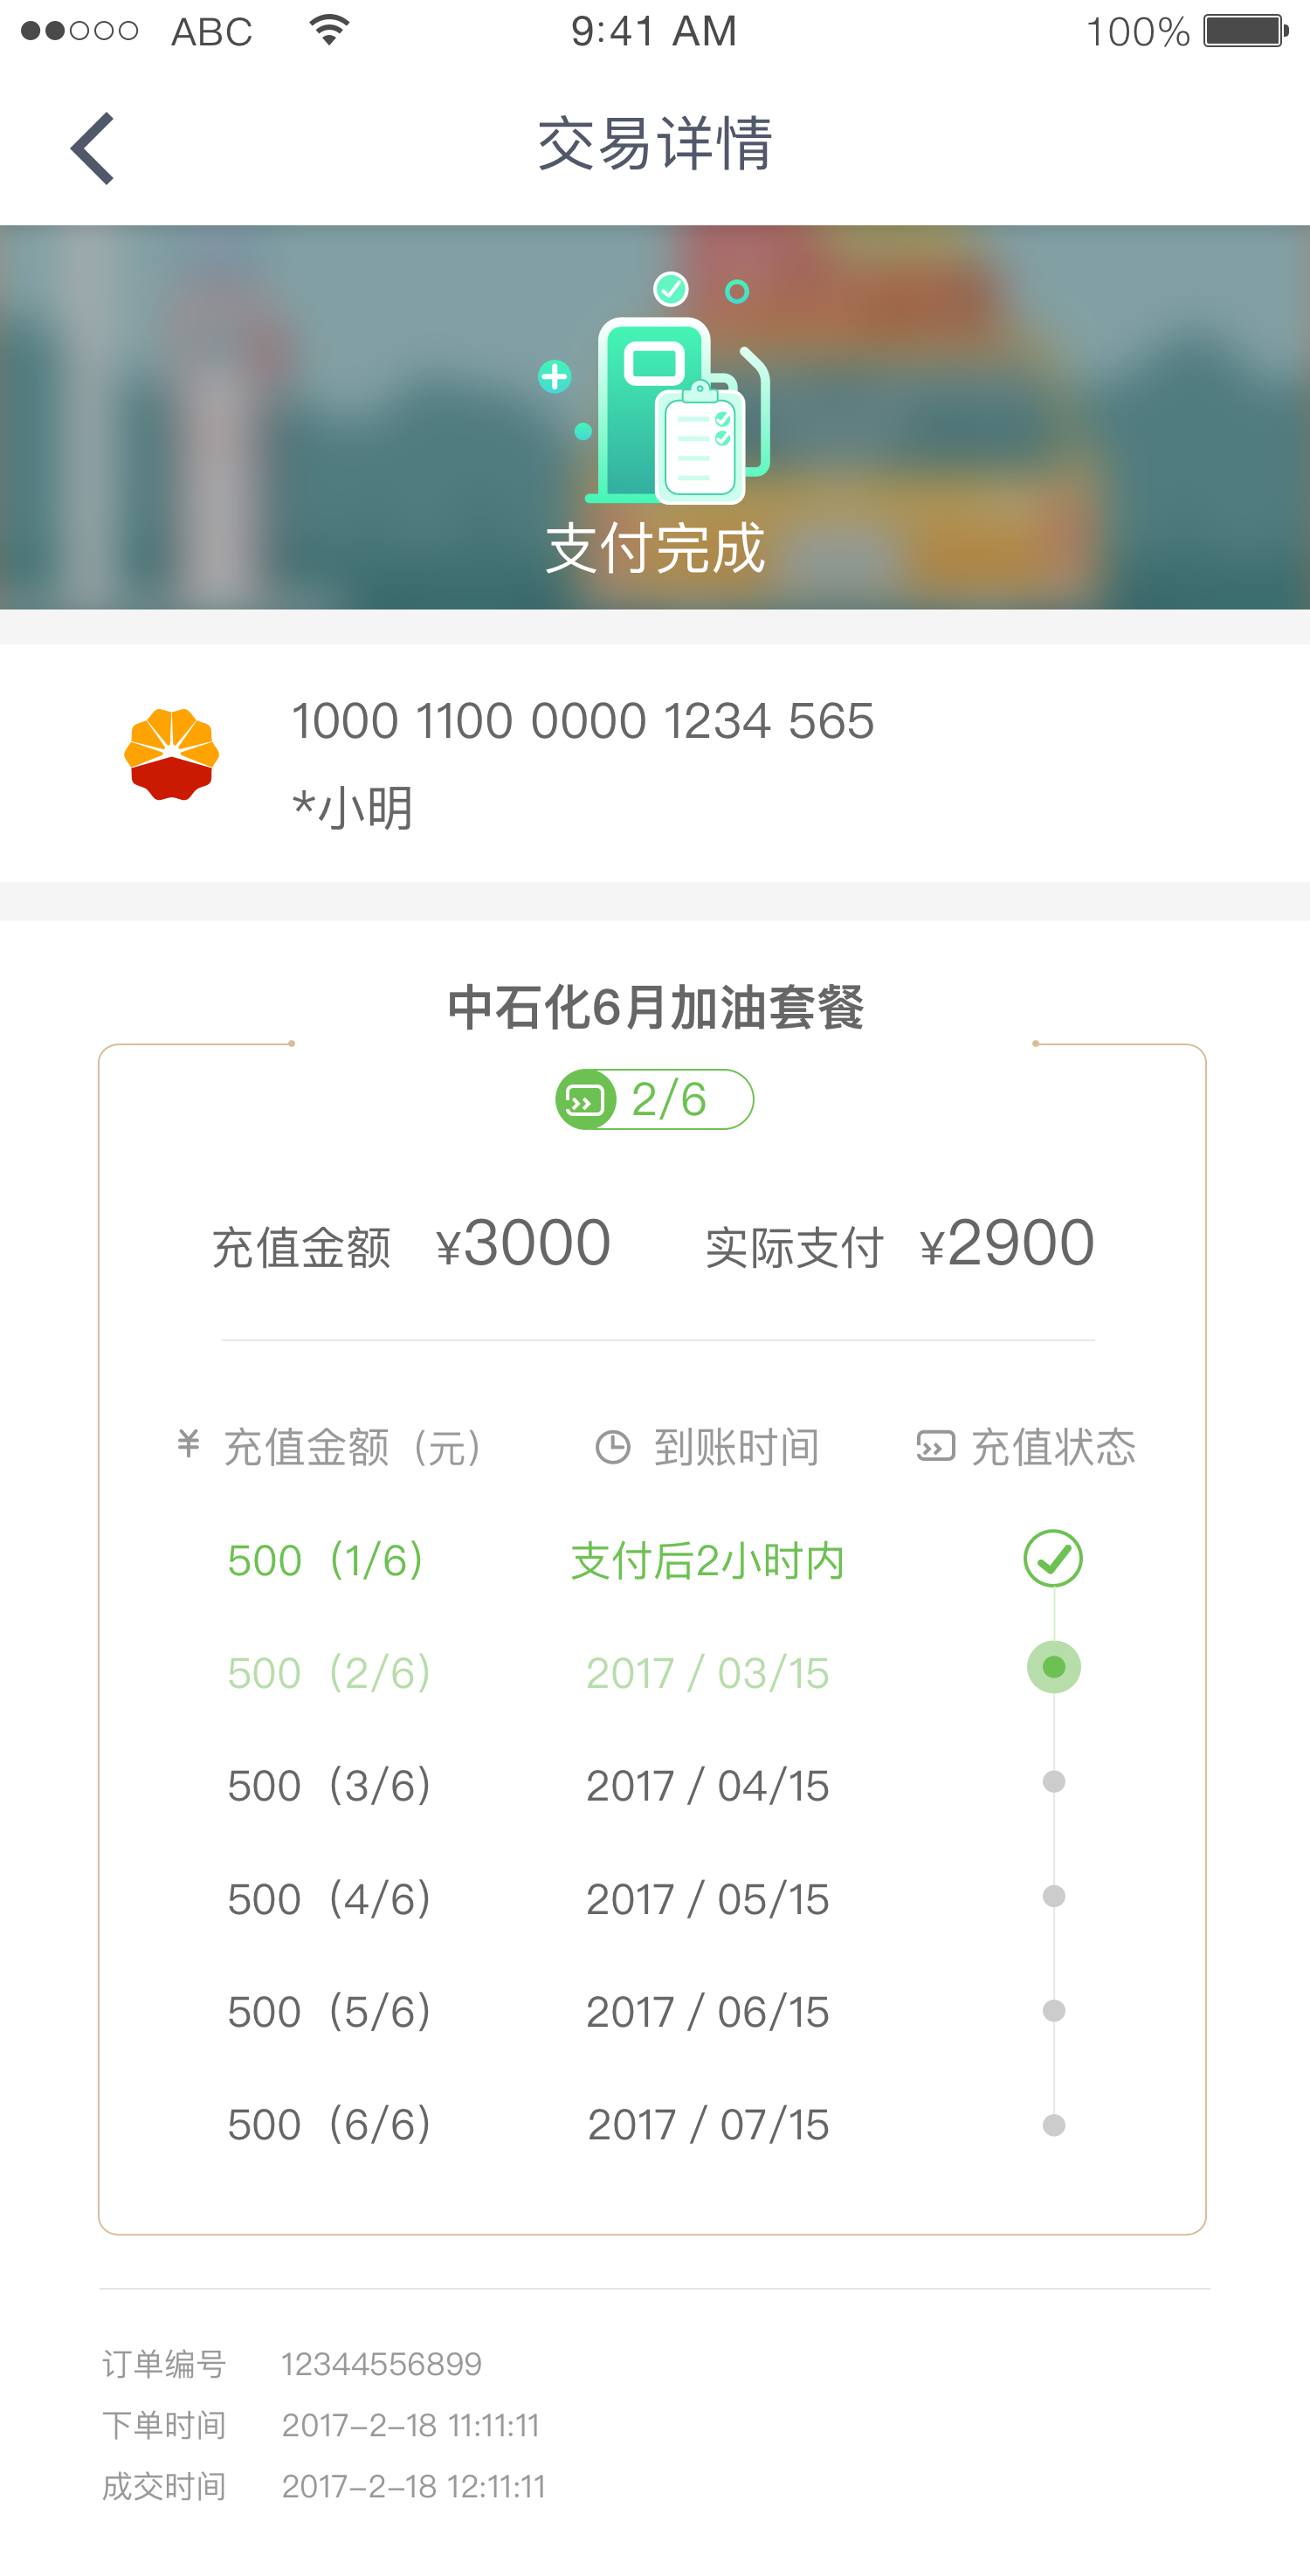 ABC 9:41 AM 100%
交易详情
支付完成
1000 1100 0000 1234 565
*小明
中石化6月加油套餐
2/6
充值金额 ¥3000 实际支付 ¥2900
¥ 充值金额（元） 到账时间 充值状态
500（1/6） 支付后2小时内
500（2/6） 2017 / 03/15
500（3/6） 2017 / 04/15
500（4/6） 2017 / 05/15
500（5/6） 2017 / 06/15
500（6/6） 2017 / 07/15
订单编号 12344556899
下单时间 2017-2-18 11:11:11
成交时间 2017-2-18 12:11:11